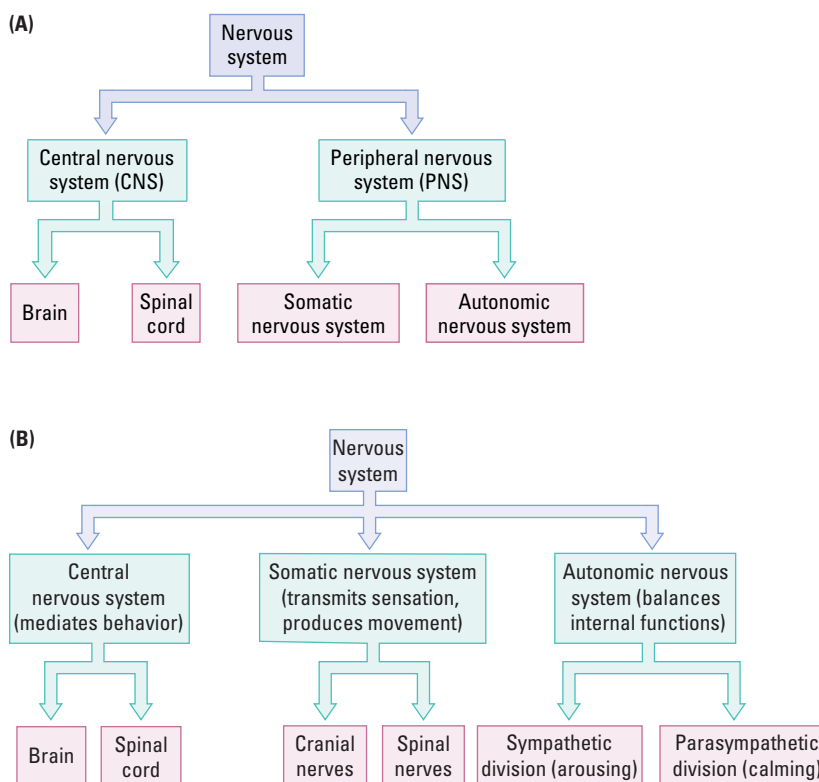 (A)
Nervous
system
Central nervous
system (CNS)
Peripheral nervous
system (PNS)
Brain
Spinal
cord
Somatic
nervous system
Autonomic
nervous system
(B)
Nervous
system
Central
nervous system
(mediates behavior)
Somatic nervous system
(transmits sensation,
produces movement)
Autonomic nervous
system (balances
internal functions)
Brain
Spinal
cord
Cranial
nerves
Spinal
nerves
Sympathetic
division (arousing)
Parasympathetic
division (calming)